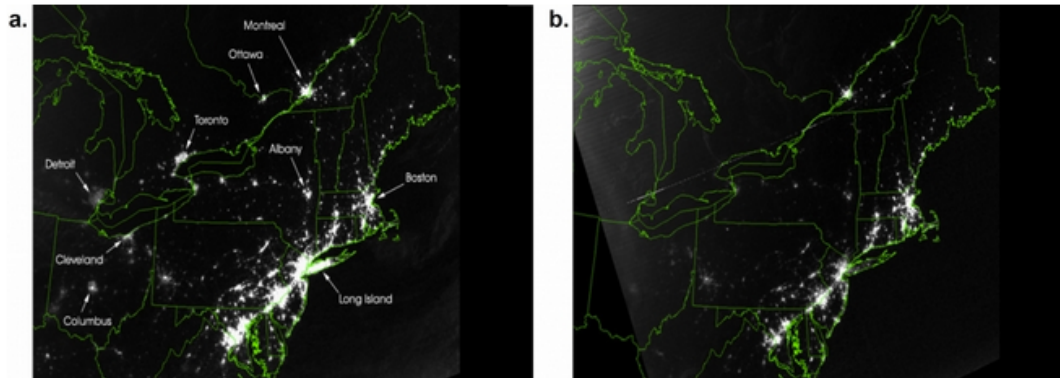 a.
b.
Montreal
Ottawa
Toronto
Albany
Detroit
Boston
Cleveland
Long Island
Columbus